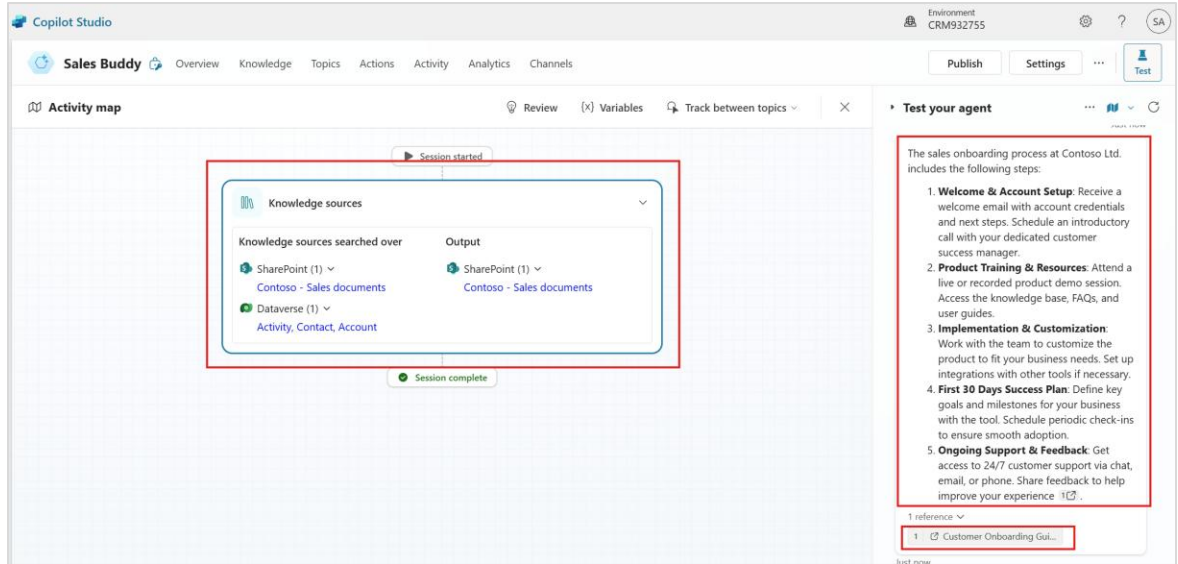 Copilot Studio
Environment
CRM932755
?
SA
Sales Buddy
Overview
Knowledge
Topics
Actions
Activity
Analytics
Channels
Publish
Settings
...
Test
Activity map
Review
{x} Variables
Track between topics
Test your agent
...
Just now
Session started
Knowledge sources
Knowledge sources searched over
Output
SharePoint (1)
SharePoint (1)
Contoso - Sales documents
Contoso - Sales documents
Dataverse (1)
Activity, Contact, Account
Session complete
The sales onboarding process at Contoso Ltd.
includes the following steps:
1. Welcome & Account Setup: Receive a
welcome email with account credentials
and next steps. Schedule an introductory
call with your dedicated customer
success manager.
2. Product Training & Resources: Attend a
live or recorded product demo session.
Access the knowledge base, FAQs, and
user guides.
3. Implementation & Customization:
Work with the team to customize the
product to fit your business needs. Set up
integrations with other tools if necessary.
4. First 30 Days Success Plan: Define key
goals and milestones for your business
with the tool. Schedule periodic check-ins
to ensure smooth adoption.
5. Ongoing Support & Feedback: Get
access to 24/7 customer support via chat,
email, or phone. Share feedback to help
improve your experience 1 .
1 reference
1 Customer Onboarding Gui...
Just now